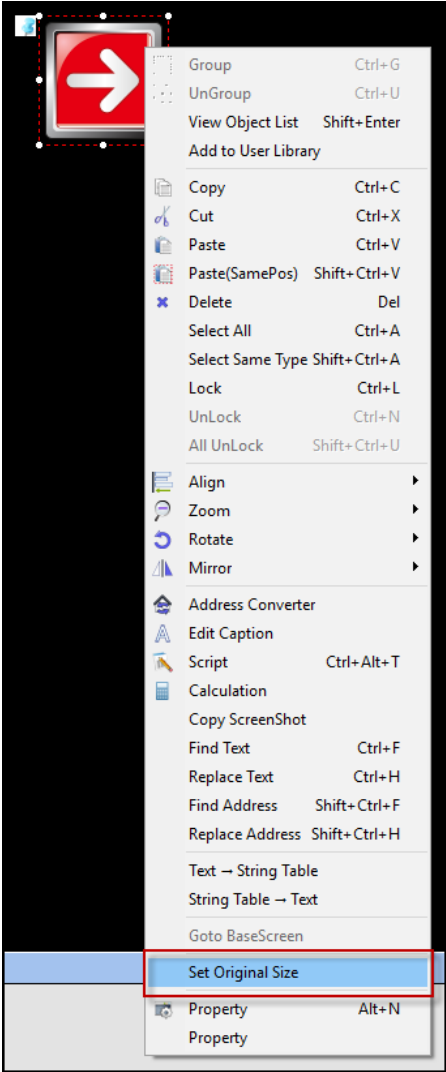 Group Ctrl+G
UnGroup Ctrl+U
View Object List Shift+Enter
Add to User Library
Copy Ctrl+C
Cut Ctrl+X
Paste Ctrl+V
Paste(SamePos) Shift+Ctrl+V
Delete Del
Select All Ctrl+A
Select Same Type Shift+Ctrl+A
Lock Ctrl+L
UnLock Ctrl+N
All UnLock Shift+Ctrl+U
Align
Zoom
Rotate
Mirror
Address Converter
Edit Caption
Script Ctrl+Alt+T
Calculation
Copy ScreenShot
Find Text Ctrl+F
Replace Text Ctrl+H
Find Address Shift+Ctrl+F
Replace Address Shift+Ctrl+H
Text → String Table
String Table → Text
Goto BaseScreen
Set Original Size
Property Alt+N
Property